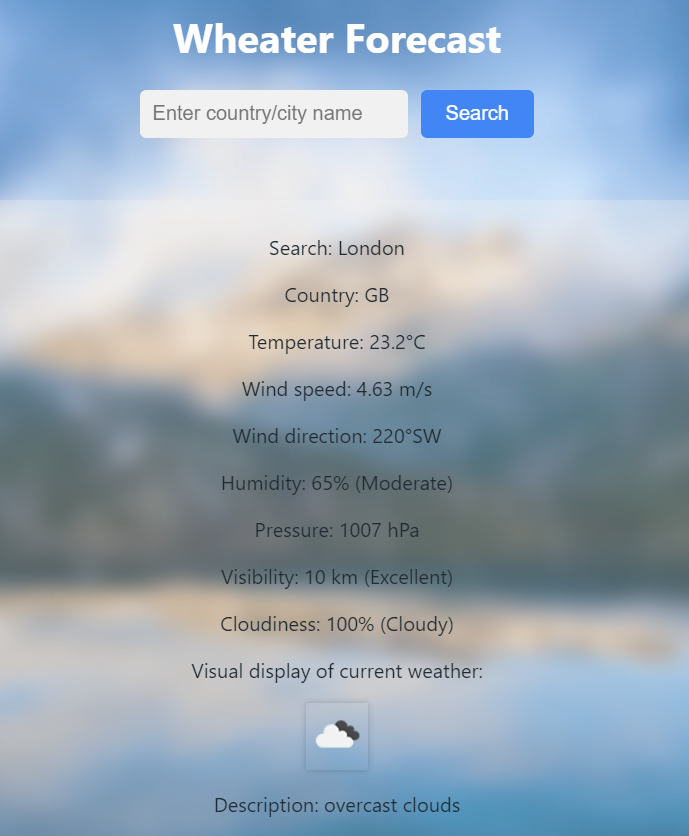 Wheater Forecast
Enter country/city name
Search
Search: London
Country: GB
Temperature: 23.2°C
Wind speed: 4.63 m/s
Wind direction: 220°SW
Humidity: 65% (Moderate)
Pressure: 1007 hPa
Visibility: 10 km (Excellent)
Cloudiness: 100% (Cloudy)
Visual display of current weather:
Description: overcast clouds